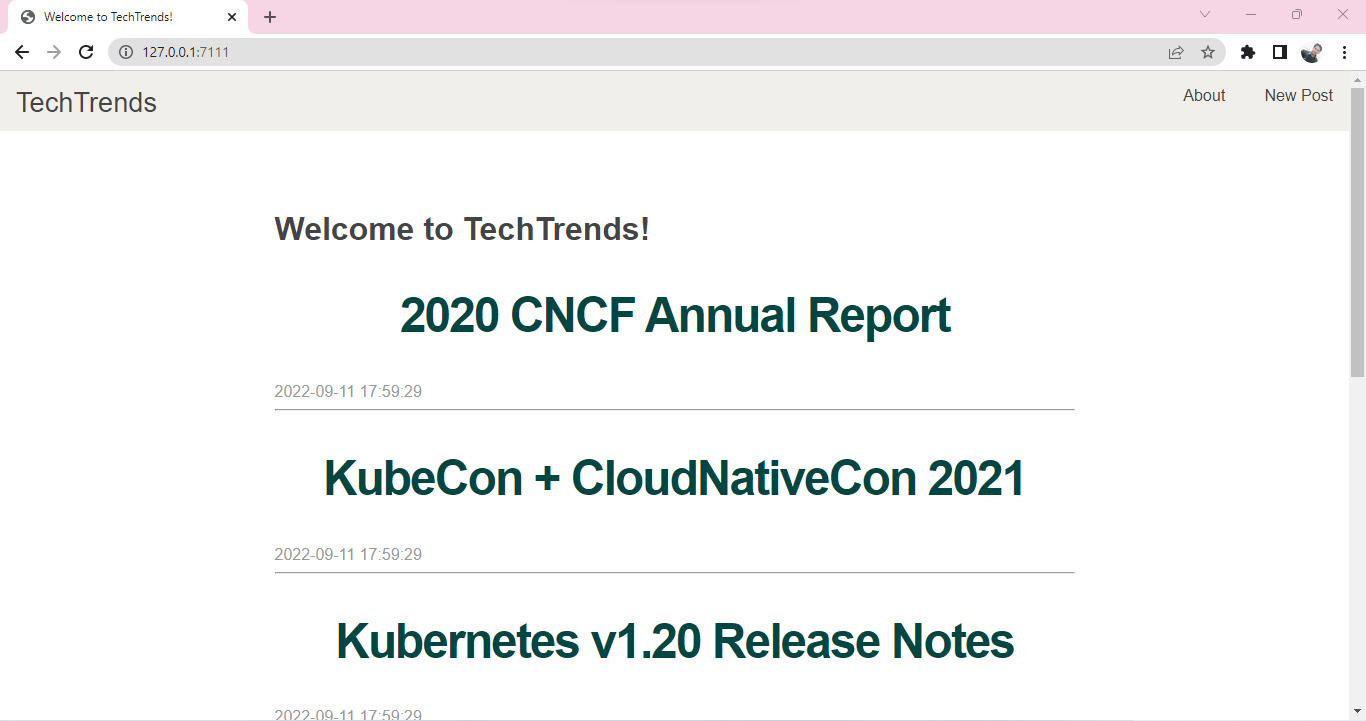 Welcome to TechTrends!
127.0.0.1:7111
TechTrends
About
New Post
Welcome to TechTrends!
2020 CNCF Annual Report
2022-09-11 17:59:29
KubeCon + CloudNativeCon 2021
2022-09-11 17:59:29
Kubernetes v1.20 Release Notes
2022-09-11 17:59:29